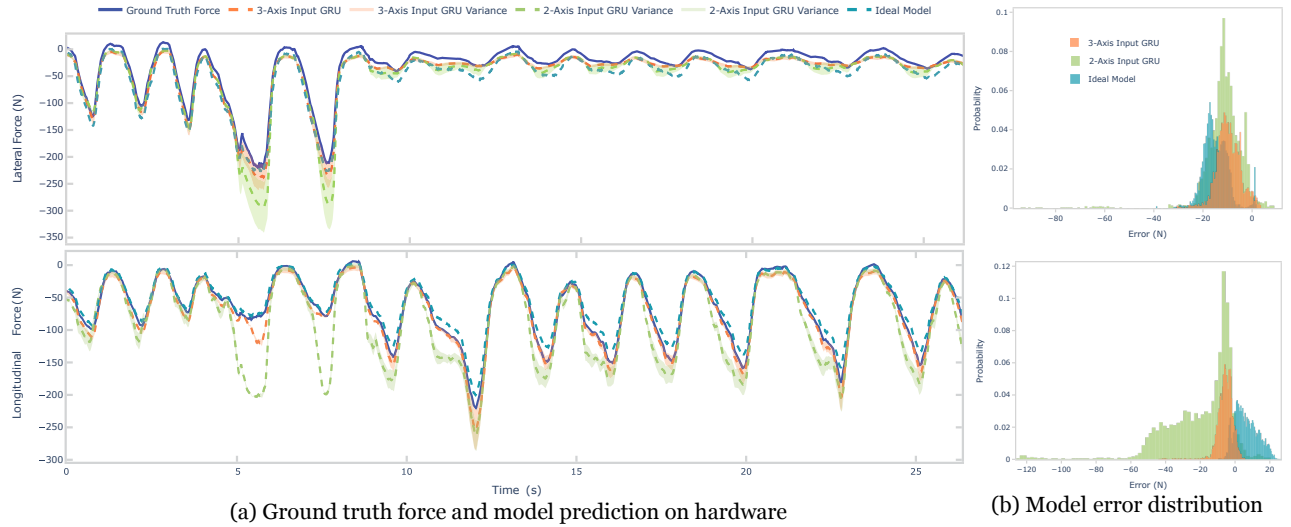 Ground Truth Force 3-Axis Input GRU 3-Axis Input GRU Variance 2-Axis Input GRU Variance 2-Axis Input GRU Variance Ideal Model
Lateral Force (N)
0
−50
−100
−150
−200
−250
−300
−350
Longitudinal Force (N)
0
−50
−100
−150
−200
−250
−300
0 5 10 15 20 25
Time (s)
(a) Ground truth force and model prediction on hardware
Probability
0.1
0.08
0.06
0.04
0.02
0
3-Axis Input GRU
2-Axis Input GRU
Ideal Model
−80 −60 −40 −20 0
Error (N)
Probability
0.12
0.1
0.08
0.06
0.04
0.02
0
−120 −100 −80 −60 −40 −20 0 20
Error (N)
(b) Model error distribution